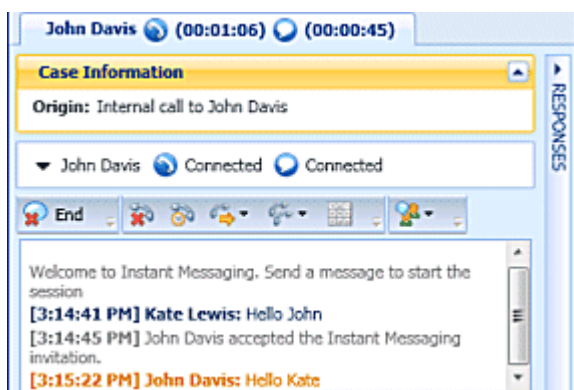 John Davis (00:01:06) (00:00:45)
Case Information
Origin: Internal call to John Davis
John Davis Connected Connected
End
Welcome to Instant Messaging. Send a message to start the
session
[3:14:41 PM] Kate Lewis: Hello John
[3:14:45 PM] John Davis accepted the Instant Messaging
invitation.
[3:15:22 PM] John Davis: Hello Kate
RESPONSES